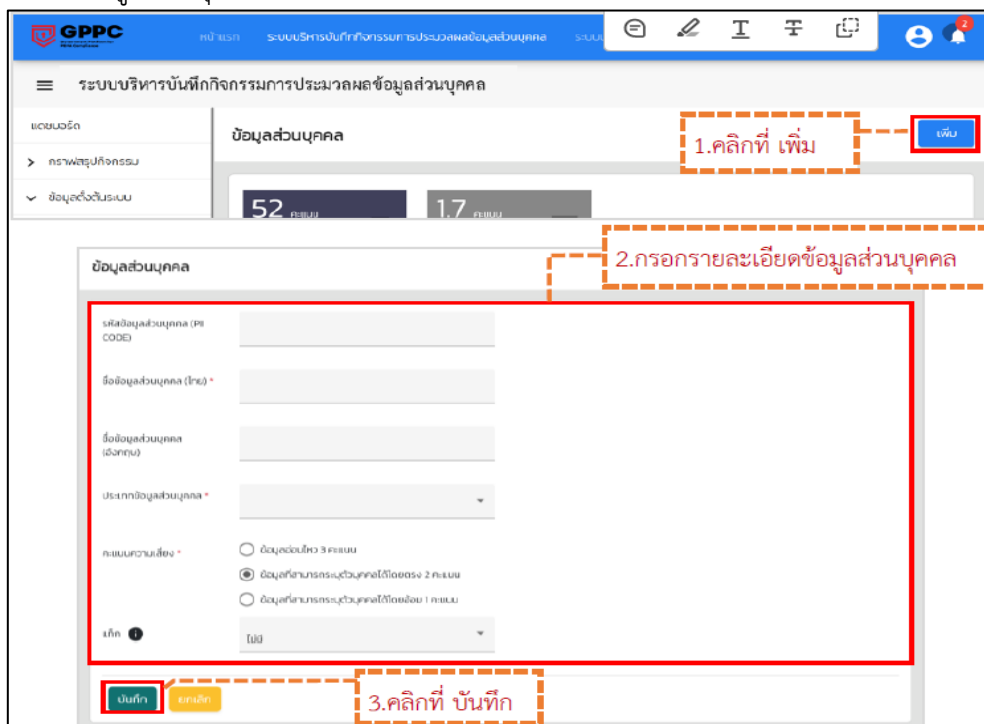 GPPC
หน้าแรก ระบบบริหารบันทึกกิจกรรมการประมวลผลข้อมูลส่วนบุคคล
2
ระบบบริหารบันทึกกิจกรรมการประมวลผลข้อมูลส่วนบุคคล
แดชบอร์ด
ข้อมูลส่วนบุคคล
1.คลิกที่ เพิ่ม
เพิ่ม
กราฟสรุปกิจกรรม
ข้อมูลตั้งต้นระบบ
52 คะแนน
1.7 คะแนน
2.กรอกรายละเอียดข้อมูลส่วนบุคคล
ข้อมูลส่วนบุคคล
รหัสข้อมูลส่วนบุคคล (PII
CODE)
ชื่อข้อมูลส่วนบุคคล (ไทย) *
ชื่อข้อมูลส่วนบุคคล
(อังกฤษ)
ประเภทข้อมูลส่วนบุคคล *
คะแนนความเสี่ยง *
ข้อมูลอ่อนไหว 3 คะแนน
ข้อมูลที่สามารถระบุตัวบุคคลได้โดยตรง 2 คะแนน
ข้อมูลที่สามารถระบุตัวบุคคลได้โดยอ้อม 1 คะแนน
แท็ก
ไม่มี
บันทึก
ยกเลิก
3.คลิกที่ บันทึก